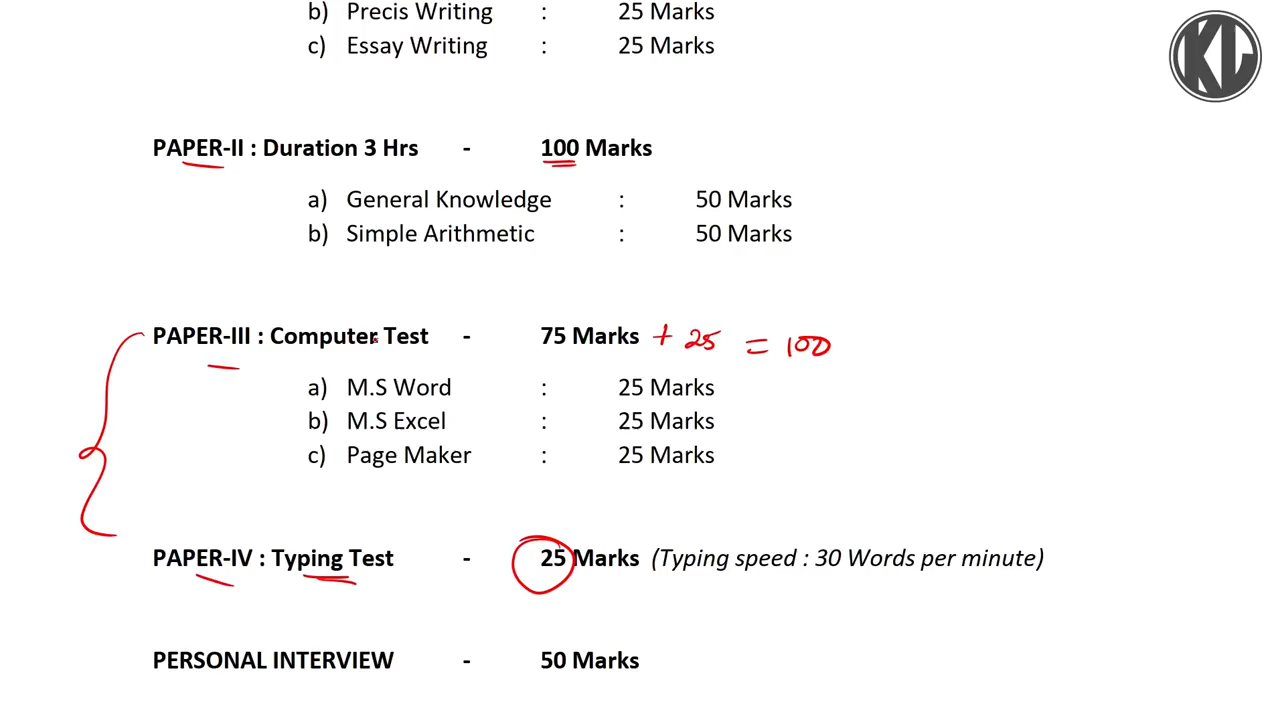 b) Precis Writing : 25 Marks
c) Essay Writing : 25 Marks
KL
PAPER-II : Duration 3 Hrs - 100 Marks
a) General Knowledge : 50 Marks
b) Simple Arithmetic : 50 Marks
PAPER-III : Computer Test - 75 Marks + 25 = 100
a) M.S Word : 25 Marks
b) M.S Excel : 25 Marks
c) Page Maker : 25 Marks
PAPER-IV : Typing Test - 25 Marks (Typing speed : 30 Words per minute)
PERSONAL INTERVIEW - 50 Marks